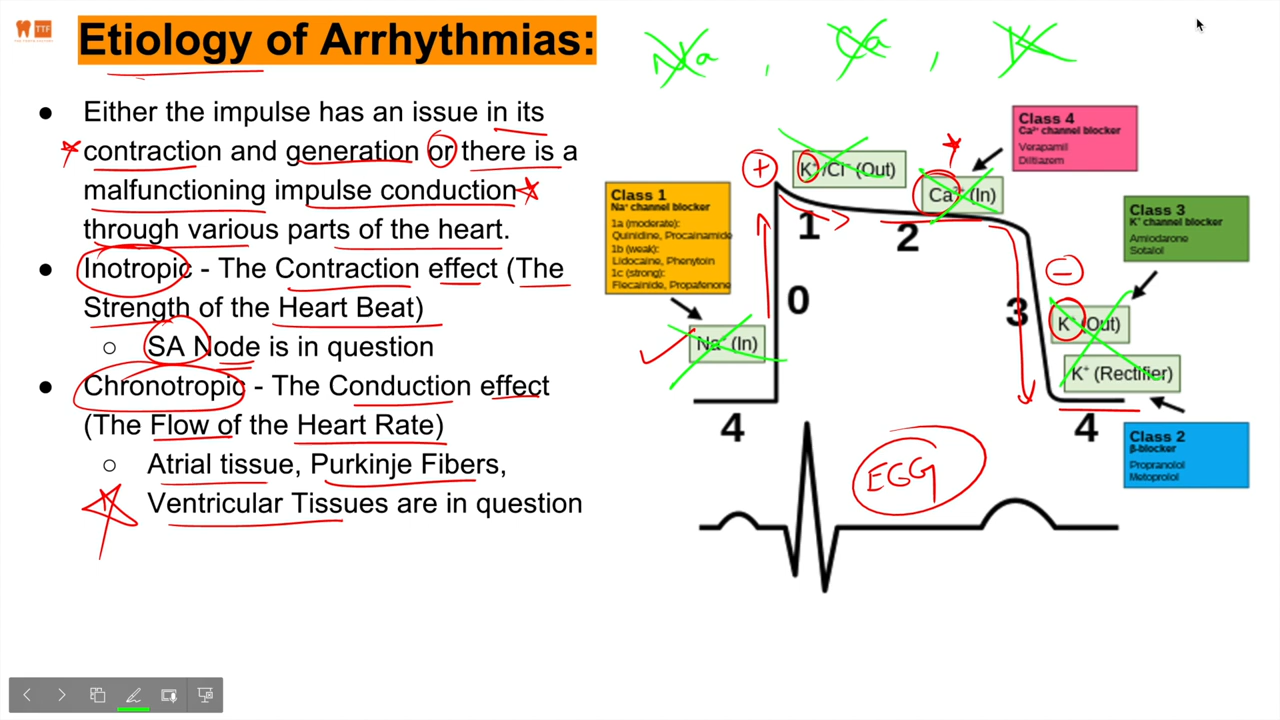 TTF
Etiology of Arrhythmias:
● Either the impulse has an issue in its
contraction and generation or there is a
malfunctioning impulse conduction
through various parts of the heart.
● Inotropic - The Contraction effect (The
Strength of the Heart Beat)
○ SA Node is in question
● Chronotropic - The Conduction effect
(The Flow of the Heart Rate)
○ Atrial tissue, Purkinje Fibers,
Ventricular Tissues are in question
Na , Ca , K
Class 4
Ca²⁺ channel blocker
Verapamil
Diltiazem
+
K⁺/Cl⁻ (Out)
Ca²⁺ (In)
Class 1
Na⁺ channel blocker
1a (moderate):
Quinidine, Procainamide
1b (weak):
Lidocaine, Phenytoin
1c (strong):
Flecainide, Propafenone
Class 3
K⁺ channel blocker
Amiodarone
Sotalol
1
2
0
3
−
K⁺ (Out)
Na⁺ (In)
K⁺ (Rectifier)
4
4
Class 2
β-blocker
Propranolol
Metoprolol
EGG